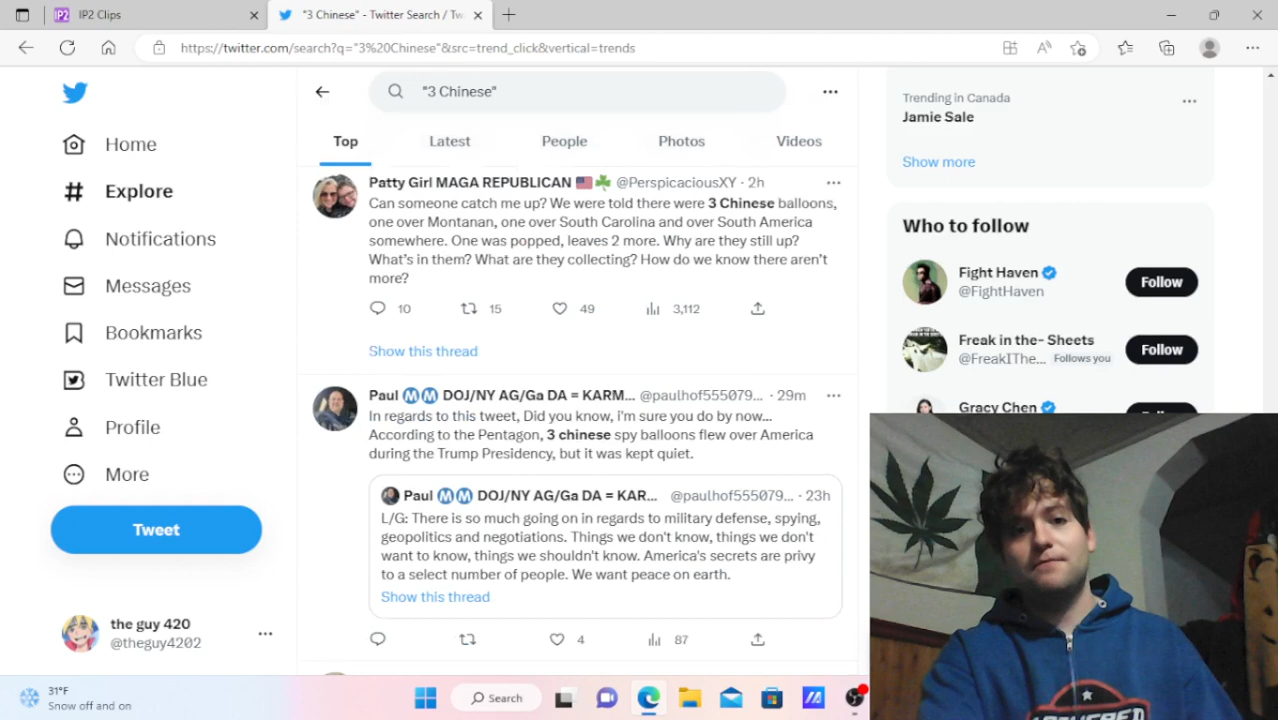 IP2 IP2 Clips
"3 Chinese" - Twitter Search / Tw
https://twitter.com/search?q="3%20Chinese"&src=trend_click&vertical=trends
"3 Chinese"
Top Latest People Photos Videos
Home
Explore
Notifications
Messages
Bookmarks
Twitter Blue
Profile
More
Tweet
the guy 420
@theguy4202
Patty Girl MAGA REPUBLICAN 🇺🇸☘️ @PerspicaciousXY · 2h
Can someone catch me up? We were told there were 3 Chinese balloons,
one over Montanan, one over South Carolina and over South America
somewhere. One was popped, leaves 2 more. Why are they still up?
What's in them? What are they collecting? How do we know there aren't
more?
10 15 49 3,112
Show this thread
Paul Ⓜ️Ⓜ️ DOJ/NY AG/Ga DA = KARM... @paulhof555079... · 29m
In regards to this tweet, Did you know, i'm sure you do by now...
According to the Pentagon, 3 chinese spy balloons flew over America
during the Trump Presidency, but it was kept quiet.
Paul Ⓜ️Ⓜ️ DOJ/NY AG/Ga DA = KAR... @paulhof555079... · 23h
L/G: There is so much going on in regards to military defense, spying,
geopolitics and negotiations. Things we don't know, things we don't
want to know, things we shouldn't know. America's secrets are privy
to a select number of people. We want peace on earth.
Show this thread
4 87
Trending in Canada
Jamie Sale
Show more
Who to follow
Fight Haven
@FightHaven
Follow
Freak in the- Sheets
@FreakIThe... Follows you
Follow
Gracy Chen
31°F
Snow off and on
Search